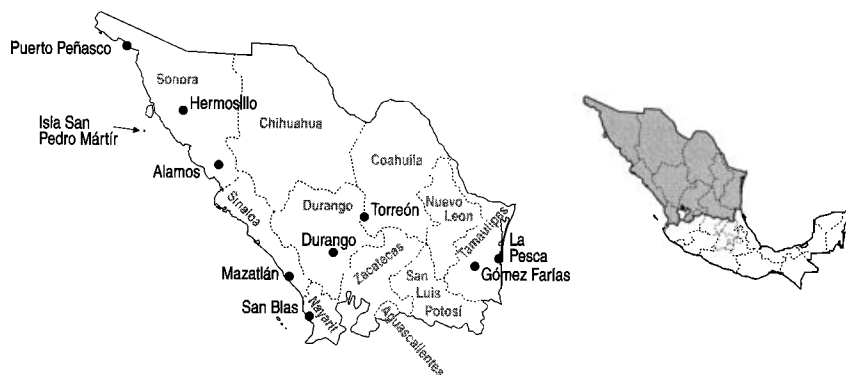 Puerto Peñasco
Sonora
Hermosillo
Isla San
Pedro Mártír
Chihuahua
Coahuila
Alamos
Sinaloa
Durango
Torreón
Nuevo
Leon
Tamaulipas
La
Pesca
Durango
Zacatecas
Gómez Farías
Mazatlán
San
Luis
Potosí
San Blas
Nayarit
Aguascalientes